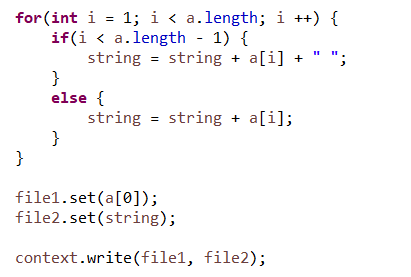 for(int i = 1; i < a.length; i ++) {
    if(i < a.length - 1) {
        string = string + a[i] + " ";
    }
    else {
        string = string + a[i];
    }
}

file1.set(a[0]);
file2.set(string);

context.write(file1, file2);